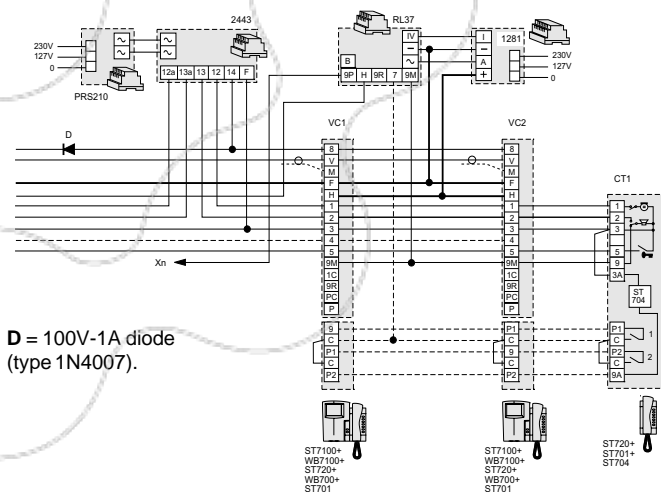 2443
RL37
230V
127V
0
PRS210
12a 13a 13 12 14 F
B
IV
9P H 9R 7 9M
I
A
1281
230V
127V
0
D
VC1
VC2
CT1
8
V
M
F
H
1
2
3
4
5
9M
1C
9R
PC
P
9
C
P1
C
P2
8
V
M
F
H
1
2
3
4
5
9M
1C
9R
PC
P
P1
C
9
C
P2
1
2
3
5
9
3A
ST
704
P1
C
P2
C
9A
1
2
Xn
D = 100V-1A diode
(type 1N4007).
ST7100+
WB7100+
ST720+
WB700+
ST701
ST7100+
WB7100+
ST720+
WB700+
ST701
ST720+
ST701+
ST704